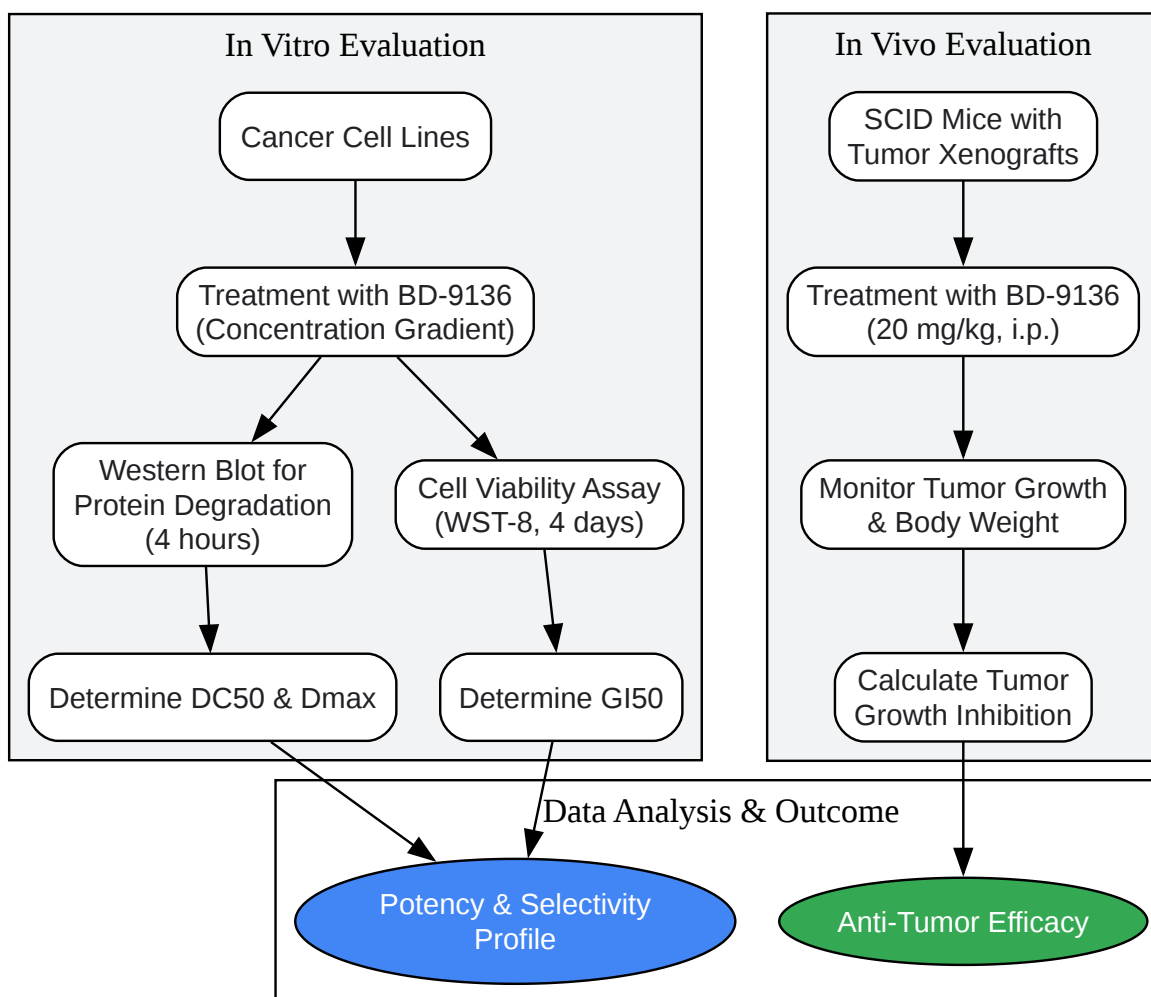 In Vitro Evaluation
Cancer Cell Lines
Treatment with BD-9136
(Concentration Gradient)
Western Blot for
Protein Degradation
(4 hours)
Cell Viability Assay
(WST-8, 4 days)
Determine DC50 & Dmax
Determine GI50
In Vivo Evaluation
SCID Mice with
Tumor Xenografts
Treatment with BD-9136
(20 mg/kg, i.p.)
Monitor Tumor Growth
& Body Weight
Calculate Tumor
Growth Inhibition
Data Analysis & Outcome
Potency & Selectivity
Profile
Anti-Tumor Efficacy